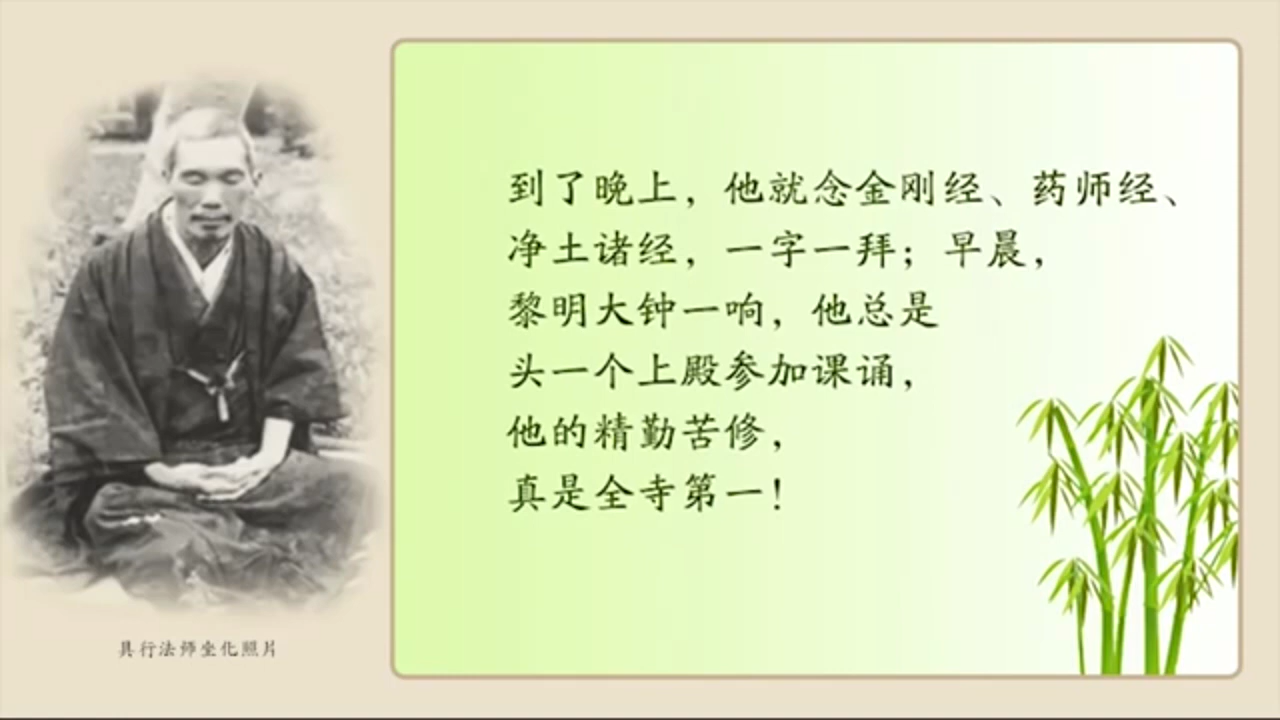 到了晚上，他就念金刚经、药师经、
净土诸经，一字一拜；早晨，
黎明大钟一响，他总是
头一个上殿参加课诵，
他的精勤苦修，
真是全寺第一！
具行法师坐化照片